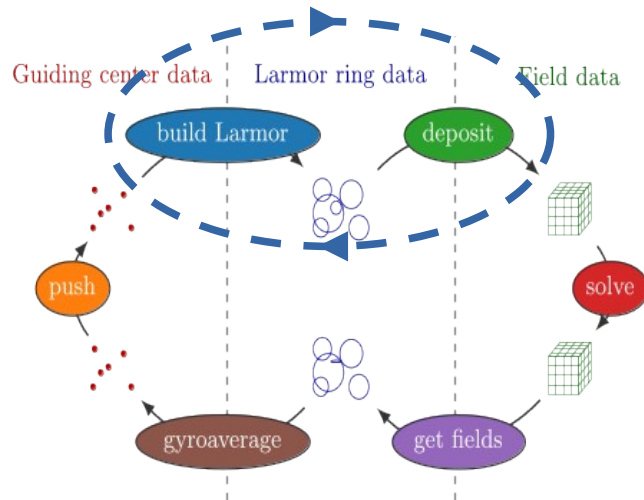 Guiding center data
Larmor ring data
Field data
build Larmor
deposit
push
solve
gyroaverage
get fields